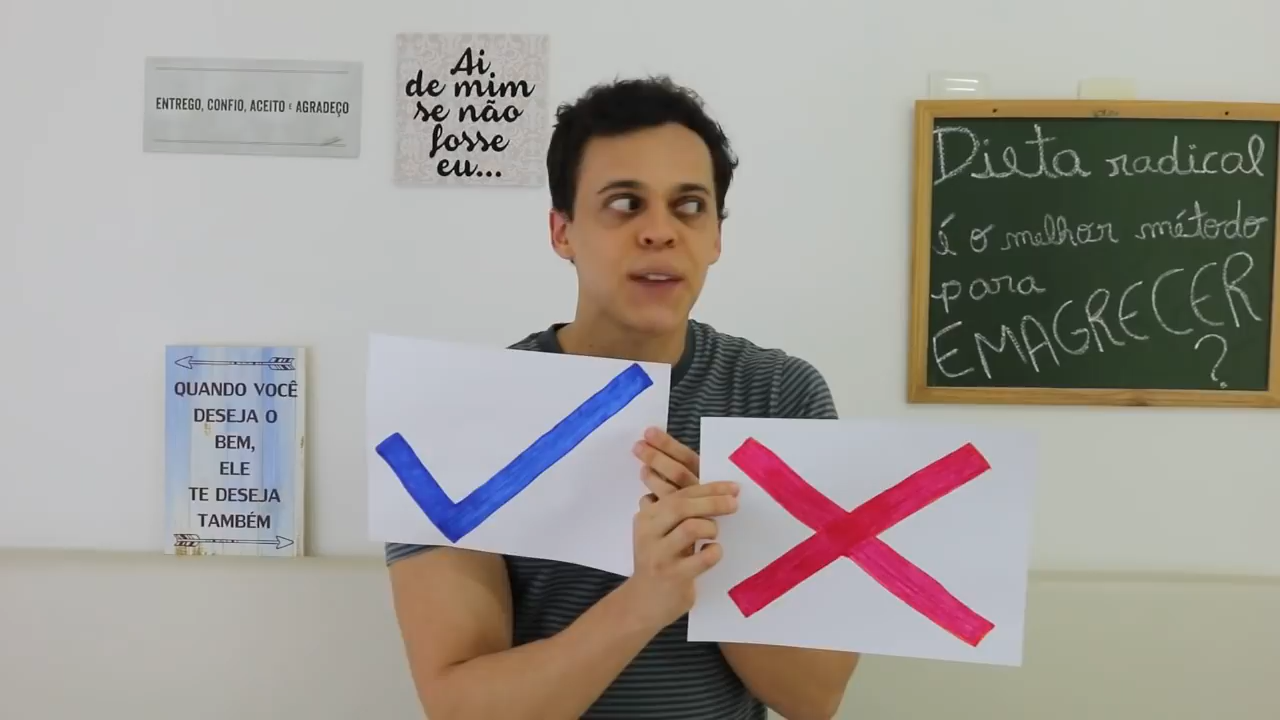 ENTREGO, CONFIO, ACEITO E AGRADEÇO
Ai
de mim
se não
fosse
eu...
QUANDO VOCÊ
DESEJA O
BEM,
ELE
TE DESEJA
TAMBÉM
Dieta radical
é o melhor método
para
EMAGRECER
?